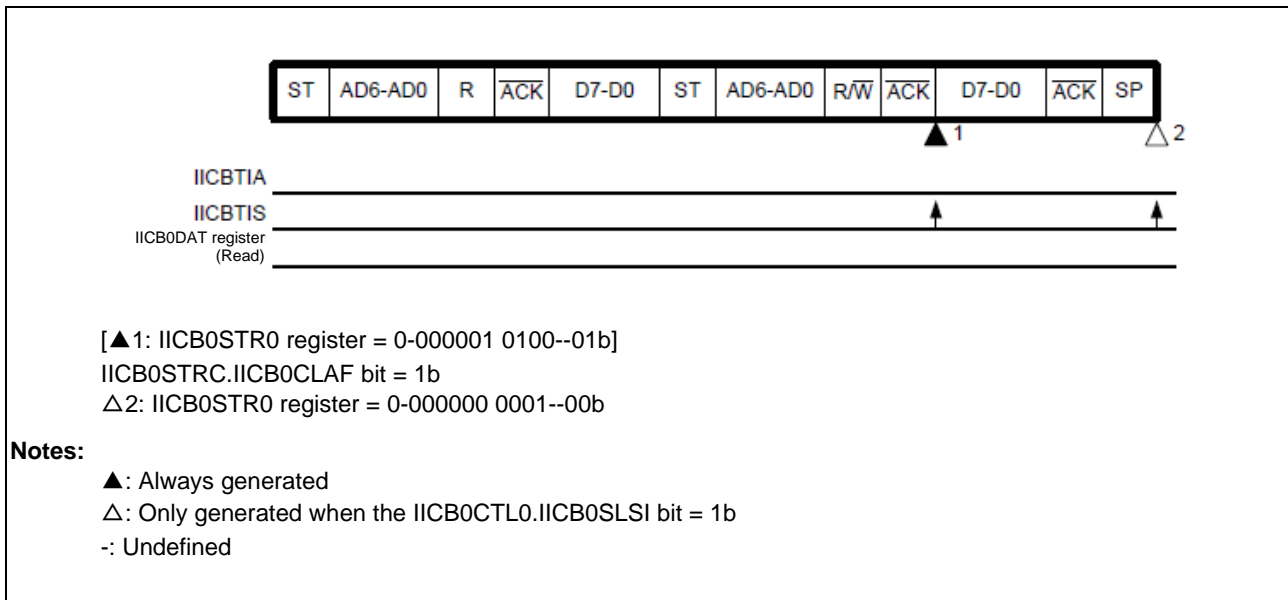 ST AD6-AD0 R ACK D7-D0 ST AD6-AD0 R/W ACK D7-D0 ACK SP
▲1 △2
IICBTIA
IICBTIS
IICB0DAT register
(Read)
[▲1: IICB0STR0 register = 0-000001 0100--01b]
IICB0STRC.IICB0CLAF bit = 1b
△2: IICB0STR0 register = 0-000000 0001--00b
Notes:
▲: Always generated
△: Only generated when the IICB0CTL0.IICB0SLSI bit = 1b
-: Undefined